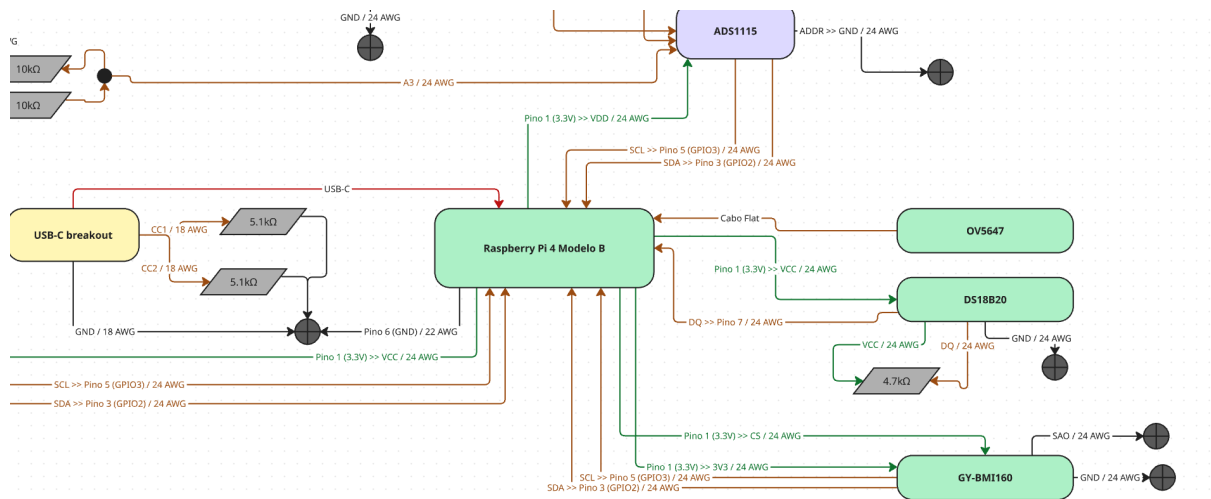 GND / 24 AWG
ADS1115
ADDR >> GND / 24 AWG
10kΩ
A3 / 24 AWG
10kΩ
Pino 1 (3.3V) >> VDD / 24 AWG
SCL >> Pino 5 (GPIO3) / 24 AWG
SDA >> Pino 3 (GPIO2) / 24 AWG
USB-C
USB-C breakout
CC1 / 18 AWG
5.1kΩ
Raspberry Pi 4 Modelo B
Cabo Flat
OV5647
CC2 / 18 AWG
5.1kΩ
Pino 1 (3.3V) >> VCC / 24 AWG
DS18B20
GND / 18 AWG
Pino 6 (GND) / 22 AWG
DQ >> Pino 7 / 24 AWG
Pino 1 (3.3V) >> VCC / 24 AWG
VCC / 24 AWG
DQ / 24 AWG
GND / 24 AWG
4.7kΩ
SCL >> Pino 5 (GPIO3) / 24 AWG
SDA >> Pino 3 (GPIO2) / 24 AWG
Pino 1 (3.3V) >> CS / 24 AWG
SAO / 24 AWG
Pino 1 (3.3V) >> 3V3 / 24 AWG
SCL >> Pino 5 (GPIO3) / 24 AWG
SDA >> Pino 3 (GPIO2) / 24 AWG
GY-BMI160
GND / 24 AWG